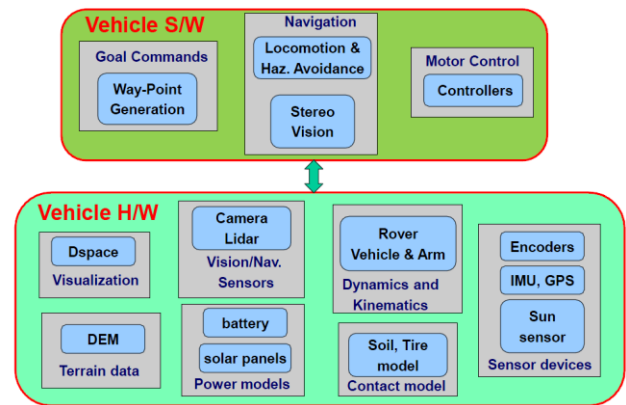 Vehicle S/W
Goal Commands
Way-Point
Generation
Navigation
Locomotion &
Haz. Avoidance
Stereo
Vision
Motor Control
Controllers
Vehicle H/W
Dspace
Visualization
Camera
Lidar
Vision/Nav.
Sensors
Rover
Vehicle & Arm
Dynamics and
Kinematics
Encoders
IMU, GPS
Sun
sensor
Sensor devices
DEM
Terrain data
battery
solar panels
Power models
Soil, Tire
model
Contact model